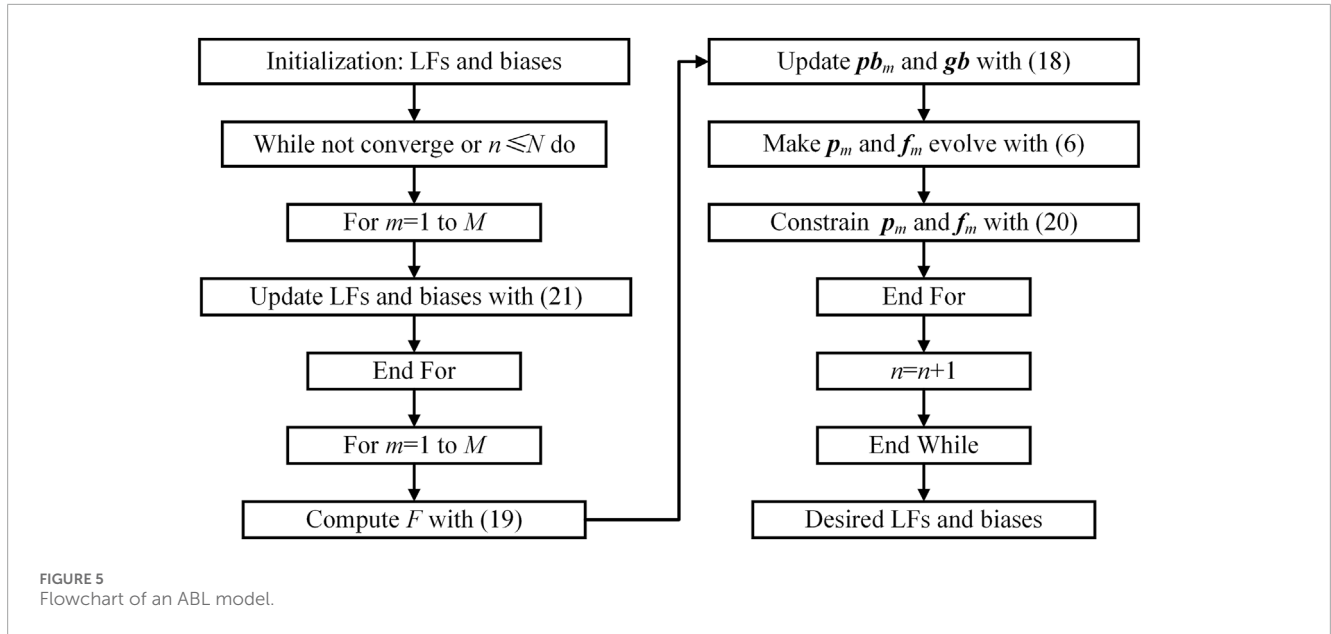 Initialization: LFs and biases
While not converge or n⩽N do
For m=1 to M
Update LFs and biases with (21)
End For
For m=1 to M
Compute F with (19)
Update pbₘ and gb with (18)
Make pₘ and fₘ evolve with (6)
Constrain pₘ and fₘ with (20)
End For
n=n+1
End While
Desired LFs and biases
FIGURE 5
Flowchart of an ABL model.